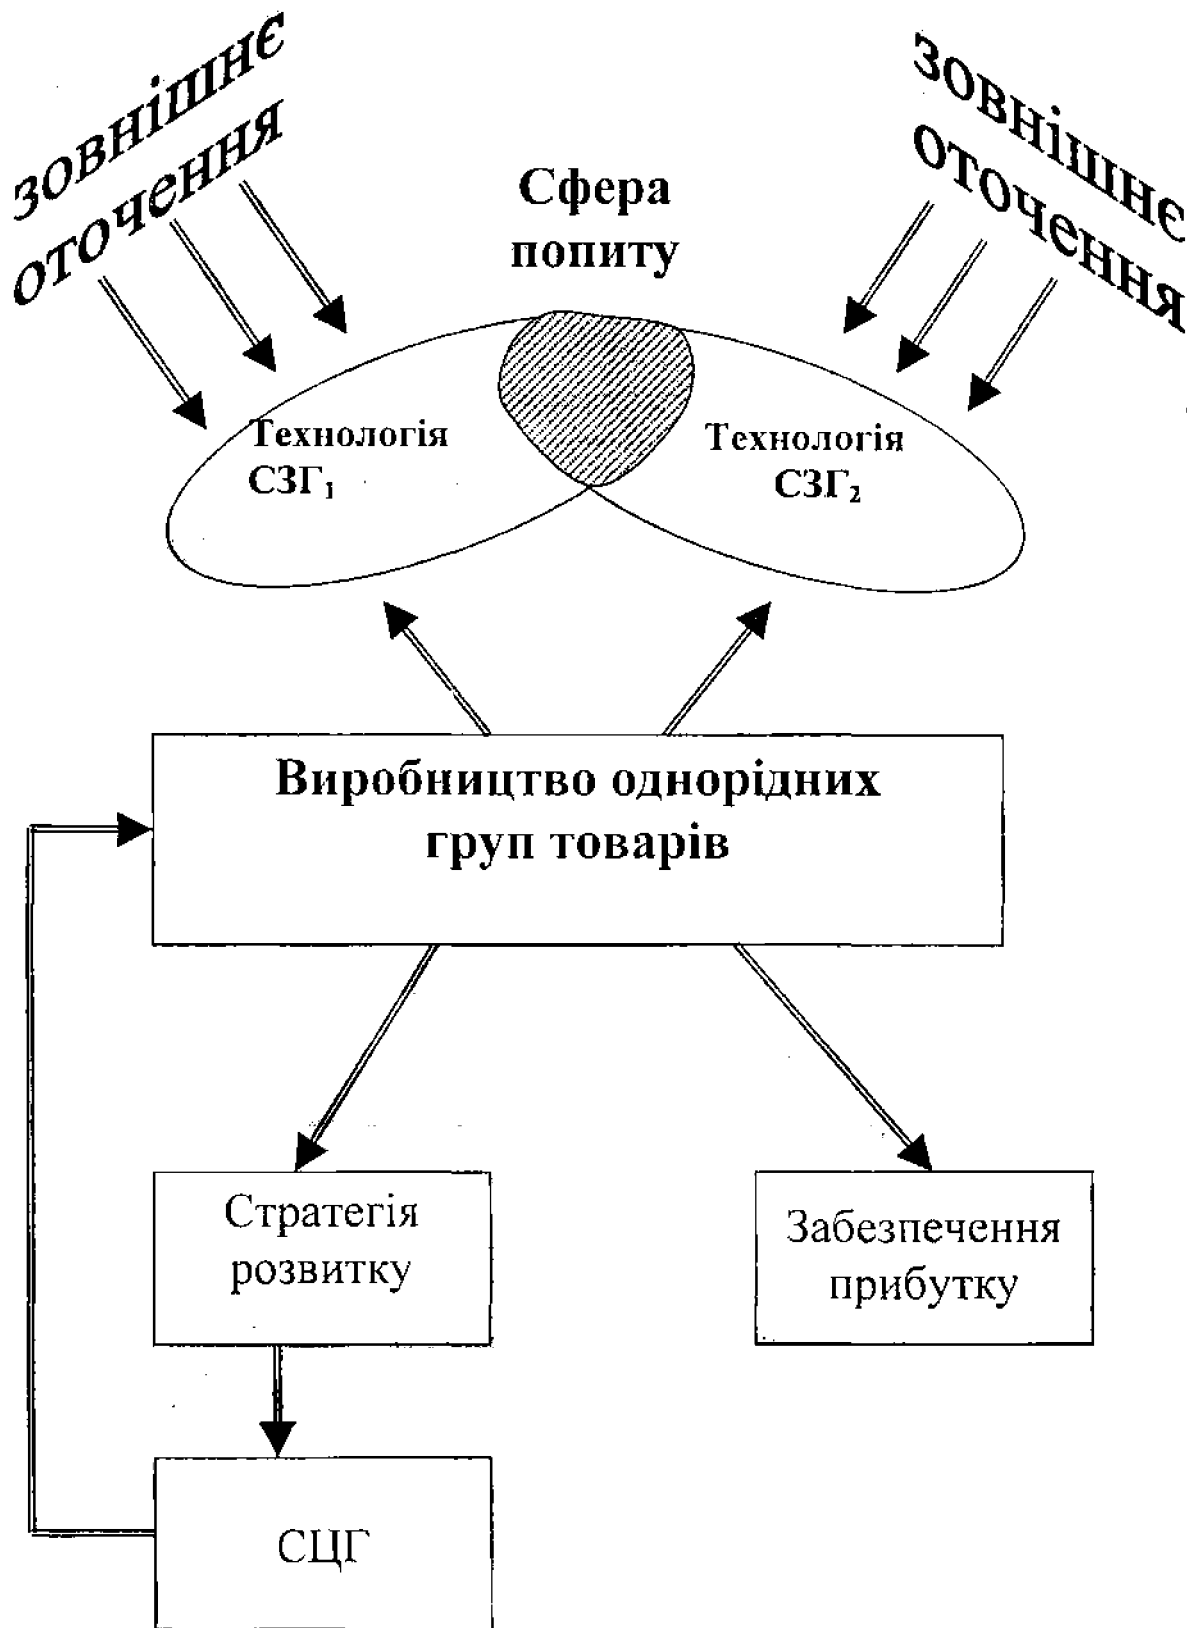 зовнішнє
оточення
зовнішнє
оточення
Сфера
попиту
Технологія
СЗГ₁
Технологія
СЗГ₂
Виробництво однорідних
груп товарів
Стратегія
розвитку
Забезпечення
прибутку
СЦГ